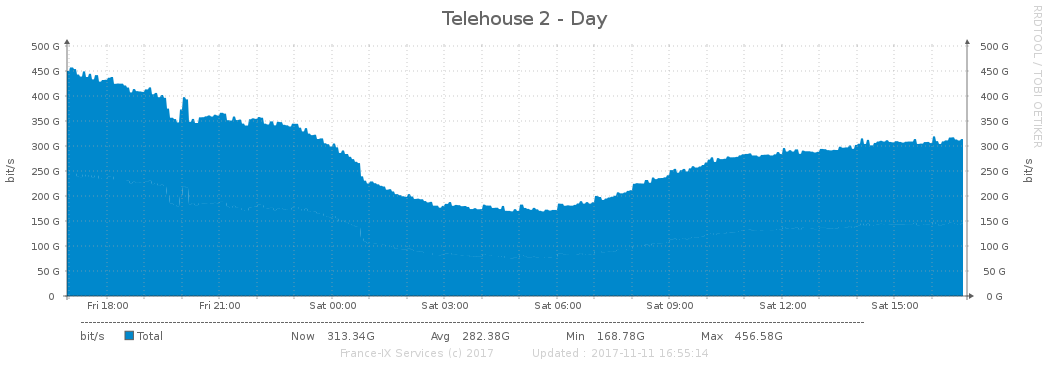 Telehouse 2 - Day
RRDTOOL / TOBI OETIKER
bit/s
bit/s
500 G 500 G
450 G 450 G
400 G 400 G
350 G 350 G
300 G 300 G
250 G 250 G
200 G 200 G
150 G 150 G
100 G 100 G
50 G 50 G
0 0 G
Fri 18:00 Fri 21:00 Sat 00:00 Sat 03:00 Sat 06:00 Sat 09:00 Sat 12:00 Sat 15:00
bit/s Total Now 313.34G Avg 282.38G Min 168.78G Max 456.58G
France-IX Services (c) 2017 Updated : 2017-11-11 16:55:14